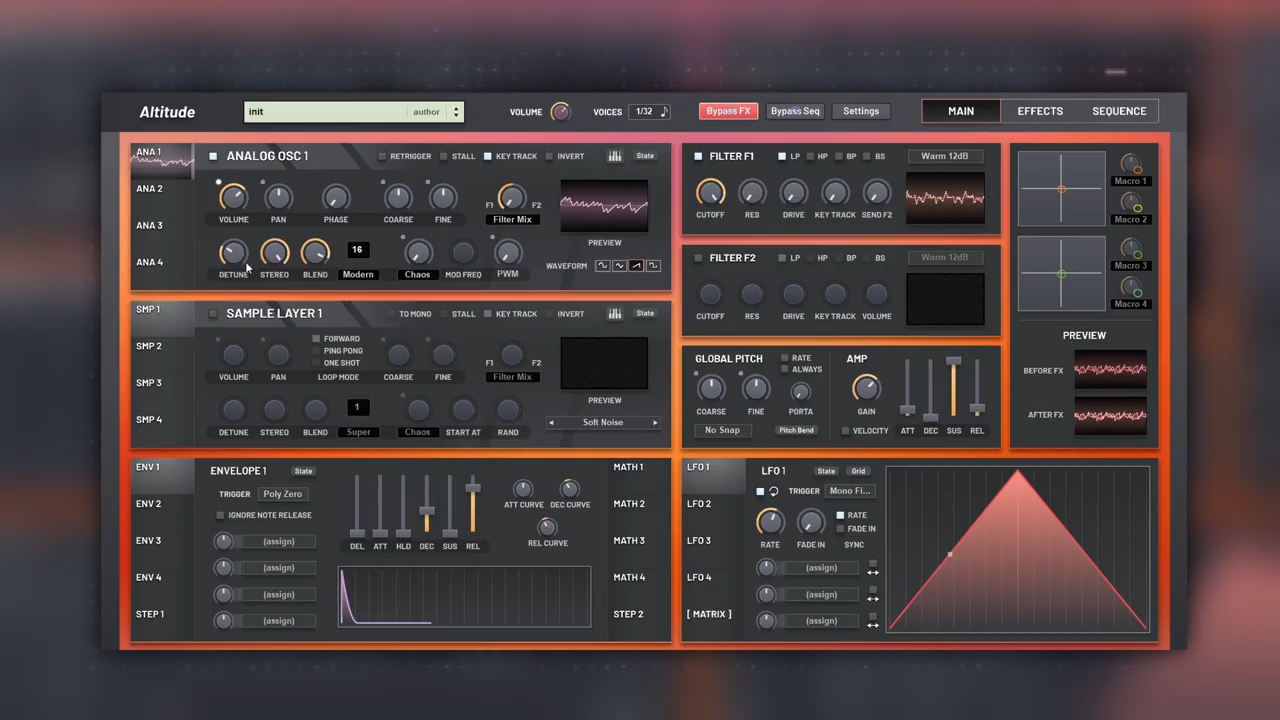 Altitude
init
author
VOLUME
VOICES
1/32
Bypass FX
Bypass Seq
Settings
MAIN
EFFECTS
SEQUENCE
ANA 1
ANA 2
ANA 3
ANA 4
ANALOG OSC 1
RETRIGGER
STALL
KEY TRACK
INVERT
State
VOLUME
PAN
PHASE
COARSE
FINE
F1
F2
Filter Mix
PREVIEW
DETUNE
STEREO
BLEND
16
Modern
Chaos
MOD FREQ
PWM
WAVEFORM
SMP 1
SMP 2
SMP 3
SMP 4
SAMPLE LAYER 1
TO MONO
STALL
KEY TRACK
INVERT
State
VOLUME
PAN
FORWARD
PING PONG
ONE SHOT
LOOP MODE
COARSE
FINE
F1
F2
Filter Mix
PREVIEW
DETUNE
STEREO
BLEND
1
Super
Chaos
START AT
RAND
Soft Noise
FILTER F1
LP
HP
BP
BS
Warm 12dB
CUTOFF
RES
DRIVE
KEY TRACK
SEND F2
FILTER F2
LP
HP
BP
BS
Warm 12dB
CUTOFF
RES
DRIVE
KEY TRACK
VOLUME
GLOBAL PITCH
RATE
ALWAYS
COARSE
FINE
PORTA
No Snap
Pitch Bend
AMP
GAIN
VELOCITY
ATT
DEC
SUS
REL
Macro 1
Macro 2
Macro 3
Macro 4
PREVIEW
BEFORE FX
AFTER FX
ENV 1
ENV 2
ENV 3
ENV 4
STEP 1
ENVELOPE 1
State
TRIGGER
Poly Zero
IGNORE NOTE RELEASE
(assign)
(assign)
(assign)
(assign)
DEL
ATT
HLD
DEC
SUS
REL
ATT CURVE
DEC CURVE
REL CURVE
MATH 1
MATH 2
MATH 3
MATH 4
STEP 2
LFO 1
LFO 2
LFO 3
LFO 4
[ MATRIX ]
LFO 1
State
Grid
TRIGGER
Mono Fi...
RATE
FADE IN
RATE
FADE IN
SYNC
(assign)
(assign)
(assign)